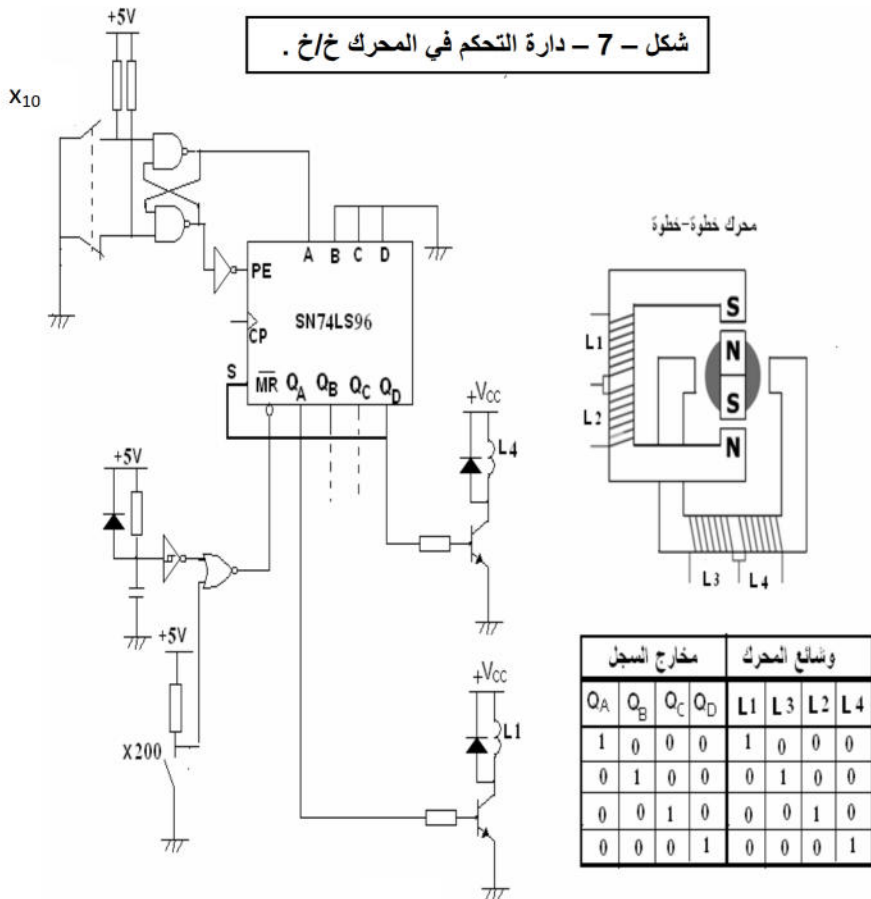 +5V
شكل – 7 – دارة التحكم في المحرك خ/خ .
X10
محرك خطوة-خطوة
A B C D
PE
SN74LS96
CP
S
MR QA QB QC QD
S
N
S
N
L1
L2
L3 L4
+VCC
L4
+5V
+5V
X200
+VCC
L1
مخارج السجل وشائع المحرك
QA QB QC QD L1 L3 L2 L4
1 0 0 0 1 0 0 0
0 1 0 0 0 1 0 0
0 0 1 0 0 0 1 0
0 0 0 1 0 0 0 1